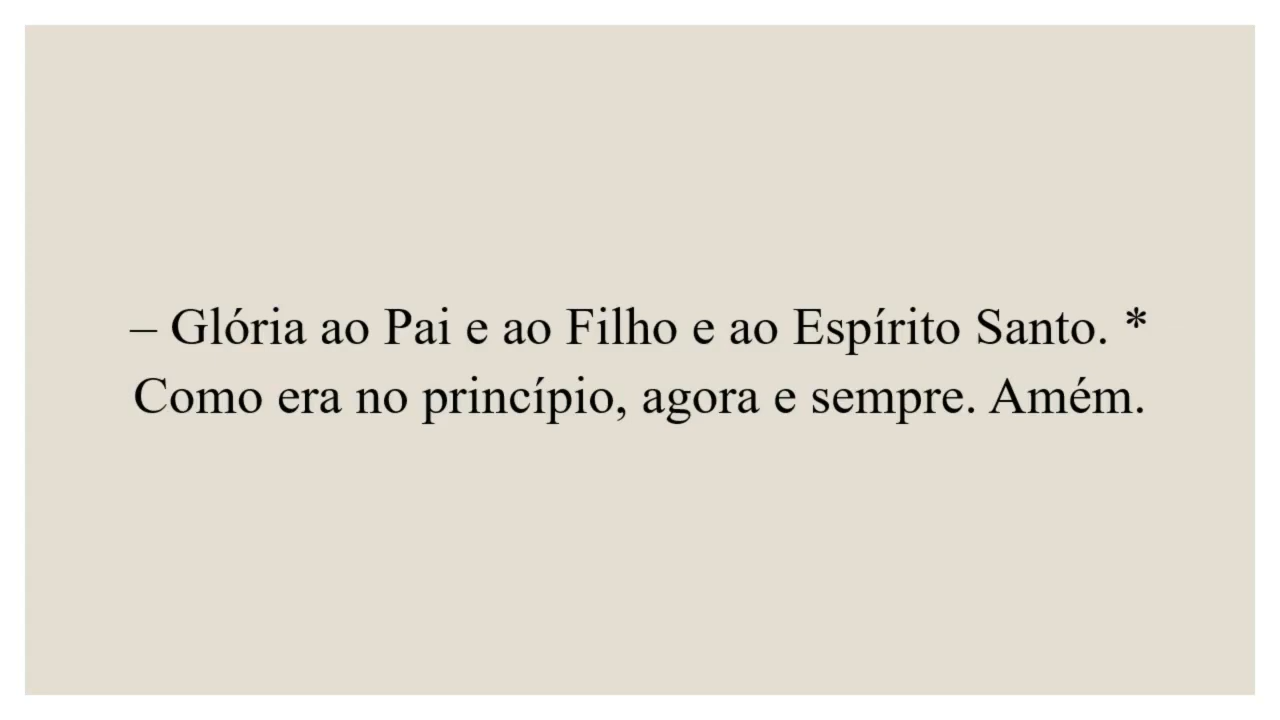 – Glória ao Pai e ao Filho e ao Espírito Santo. *
Como era no princípio, agora e sempre. Amém.